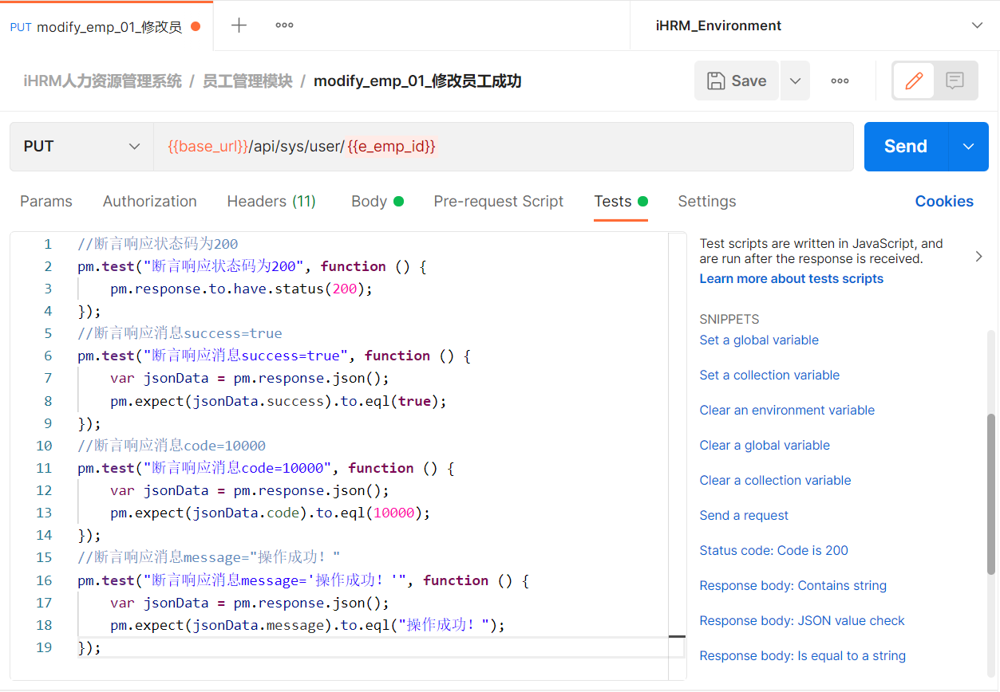 PUT modify_emp_01_修改员
iHRM_Environment
iHRM人力资源管理系统 / 员工管理模块 / modify_emp_01_修改员工成功
Save
PUT
{{base_url}}/api/sys/user/{{e_emp_id}}
Send
Params Authorization Headers (11) Body Pre-request Script Tests Settings Cookies
1 //断言响应状态码为200
2 pm.test("断言响应状态码为200", function () {
3 pm.response.to.have.status(200);
4 });
5 //断言响应消息success=true
6 pm.test("断言响应消息success=true", function () {
7 var jsonData = pm.response.json();
8 pm.expect(jsonData.success).to.eql(true);
9 });
10 //断言响应消息code=10000
11 pm.test("断言响应消息code=10000", function () {
12 var jsonData = pm.response.json();
13 pm.expect(jsonData.code).to.eql(10000);
14 });
15 //断言响应消息message="操作成功！"
16 pm.test("断言响应消息message='操作成功！'", function () {
17 var jsonData = pm.response.json();
18 pm.expect(jsonData.message).to.eql("操作成功！");
19 });
Test scripts are written in JavaScript, and
are run after the response is received.
Learn more about tests scripts
SNIPPETS
Set a global variable
Set a collection variable
Clear an environment variable
Clear a global variable
Clear a collection variable
Send a request
Status code: Code is 200
Response body: Contains string
Response body: JSON value check
Response body: Is equal to a string